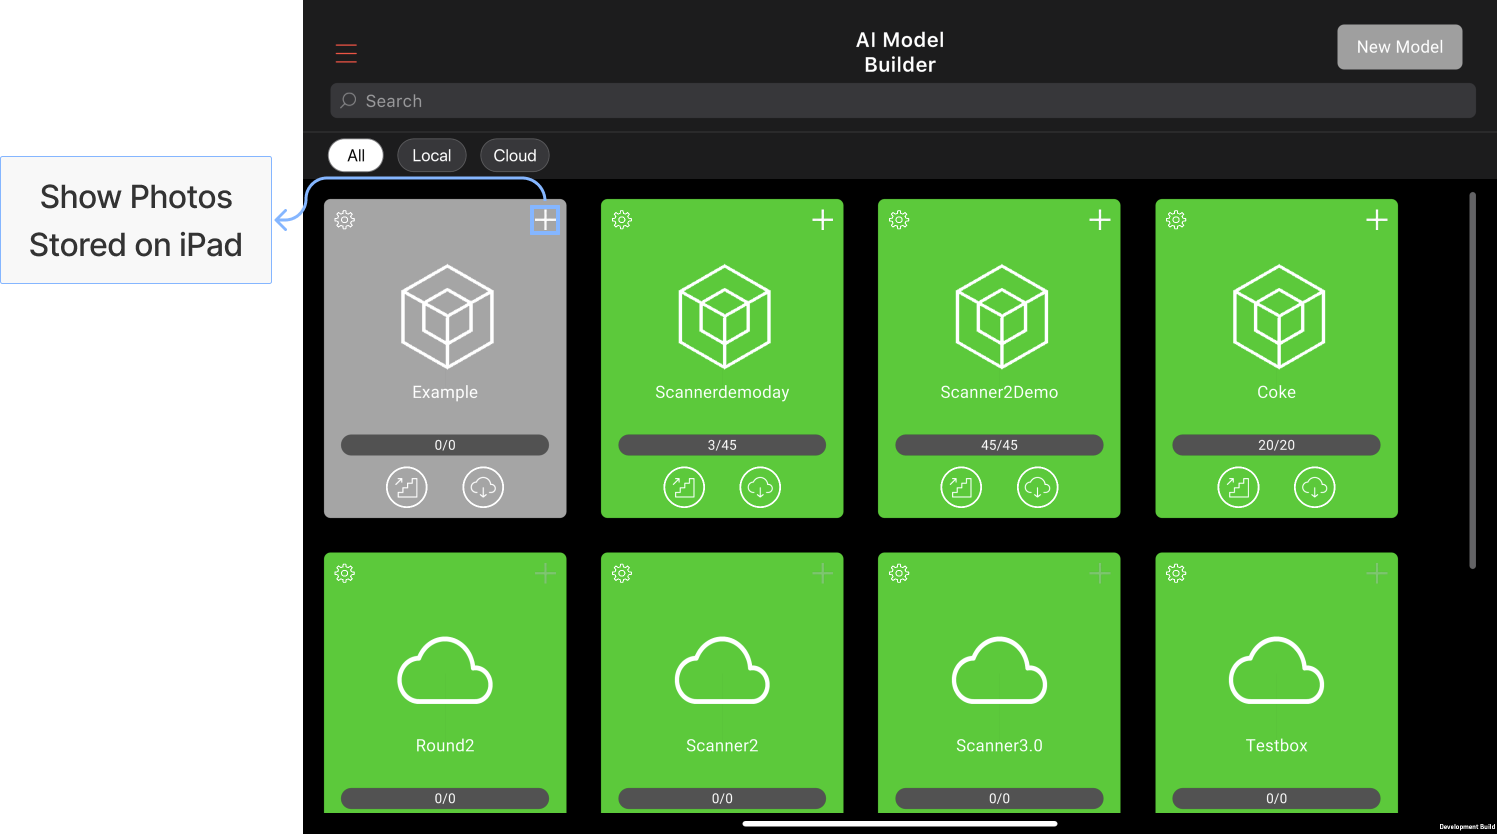 AI Model
Builder
New Model
Search
All
Local
Cloud
Show Photos
Stored on iPad
Example
Scannerdemoday
Scanner2Demo
Coke
0/0
3/45
45/45
20/20
Round2
Scanner2
Scanner3.0
Testbox
0/0
0/0
0/0
0/0
Development Build